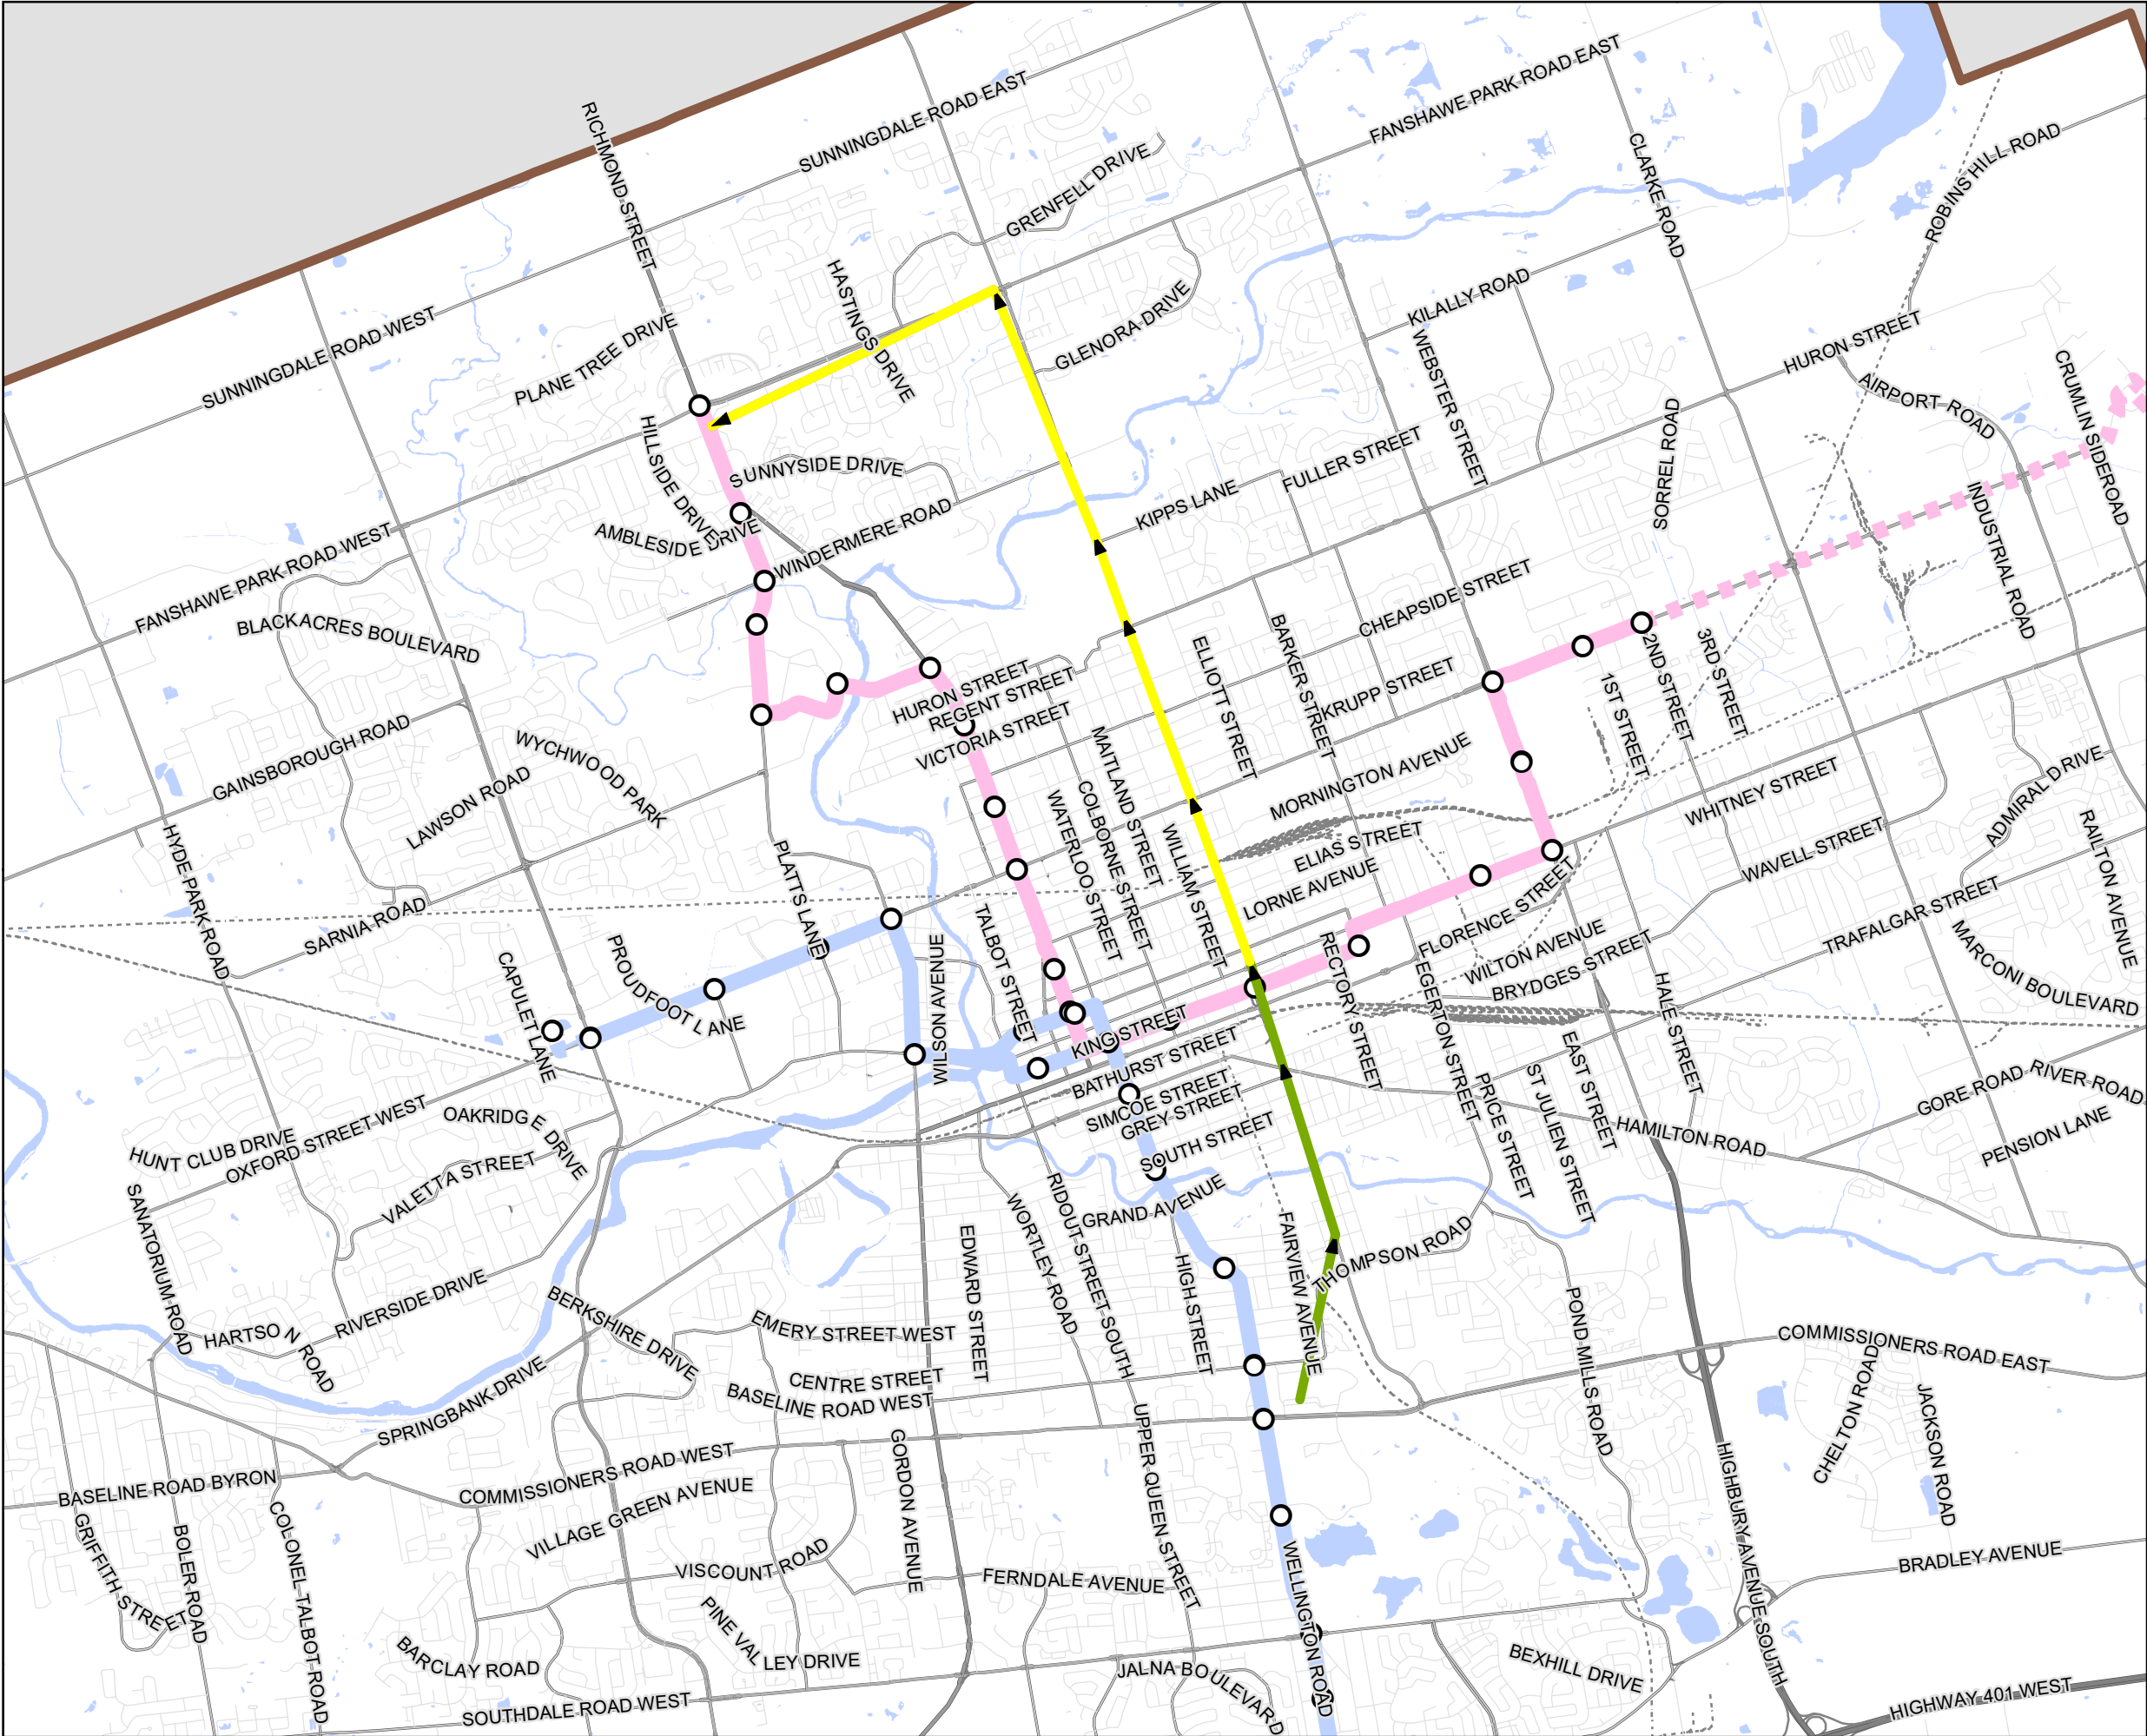 SUNNINGDALE ROAD EAST
FANSHAWE PARK ROAD EAST
RICHMOND STREET
CLARKE ROAD
ROBINS HILL ROAD
GRENFELL DRIVE
HASTINGS DRIVE
SUNNINGDALE ROAD WEST
PLANE TREE DRIVE
GLENORA DRIVE
KILALLY ROAD
WEBSTER STREET
HURON STREET
AIRPORT ROAD
CRUMLIN SIDEROAD
HILLSIDE DRIVE
SUNNYSIDE DRIVE
FULLER STREET
SORREL ROAD
KIPPS LANE
INDUSTRIAL ROAD
AMBLESIDE DRIVE
WINDERMERE ROAD
FANSHAWE PARK ROAD WEST
BLACKACRES BOULEVARD
CHEAPSIDE STREET
BARKER STREET
ELLIOTT STREET
2ND STREET
3RD STREET
1ST STREET
HURON STREET
REGENT STREET
VICTORIA STREET
KRUPP STREET
GAINSBOROUGH ROAD
WYCHWOOD PARK
LAWSON ROAD
MAITLAND STREET
MORNINGTON AVENUE
COLBORNE STREET
WATERLOO STREET
WHITNEY STREET
ADMIRAL DRIVE
RAILTON AVENUE
HYDE PARK ROAD
PLATTS LANE
WILLIAM STREET
ELIAS STREET
WAVELL STREET
LORNE AVENUE
FLORENCE STREET
TRAFALGAR STREET
SARNIA ROAD
TALBOT STREET
CAPULET LANE
PROUDFOOT LANE
WILSON AVENUE
RECTORY STREET
EGERTON STREET
WILTON AVENUE
BRYDGES STREET
HALE STREET
MARCONI BOULEVARD
KING STREET
BATHURST STREET
SIMCOE STREET
GREY STREET
SOUTH STREET
PRICE STREET
ST JULIEN STREET
EAST STREET
HAMILTON ROAD
GORE ROAD
RIVER ROAD
PENSION LANE
OAKRIDGE DRIVE
HUNT CLUB DRIVE
OXFORD STREET WEST
VALETTA STREET
SANATORIUM ROAD
GRAND AVENUE
RIDOUT STREET SOUTH
WORTLEY ROAD
EDWARD STREET
HIGH STREET
FAIRVIEW AVENUE
THOMPSON ROAD
POND MILLS ROAD
RIVERSIDE DRIVE
HARTSON ROAD
BERKSHIRE DRIVE
EMERY STREET WEST
COMMISSIONERS ROAD EAST
CHELTON ROAD
JACKSON ROAD
CENTRE STREET
BASELINE ROAD WEST
SPRINGBANK DRIVE
GORDON AVENUE
UPPER QUEEN STREET
COMMISSIONERS ROAD WEST
BASELINE ROAD BYRON
VILLAGE GREEN AVENUE
GRIFFITH STREET
BOLER ROAD
COLONEL TALBOT ROAD
HIGHBURY AVENUE SOUTH
BRADLEY AVENUE
VISCOUNT ROAD
FERNDALE AVENUE
WELLINGTON ROAD
PINE VALLEY DRIVE
BARCLAY ROAD
JALNA BOULEVARD
BEXHILL DRIVE
SOUTHDALE ROAD WEST
HIGHWAY 401 WEST